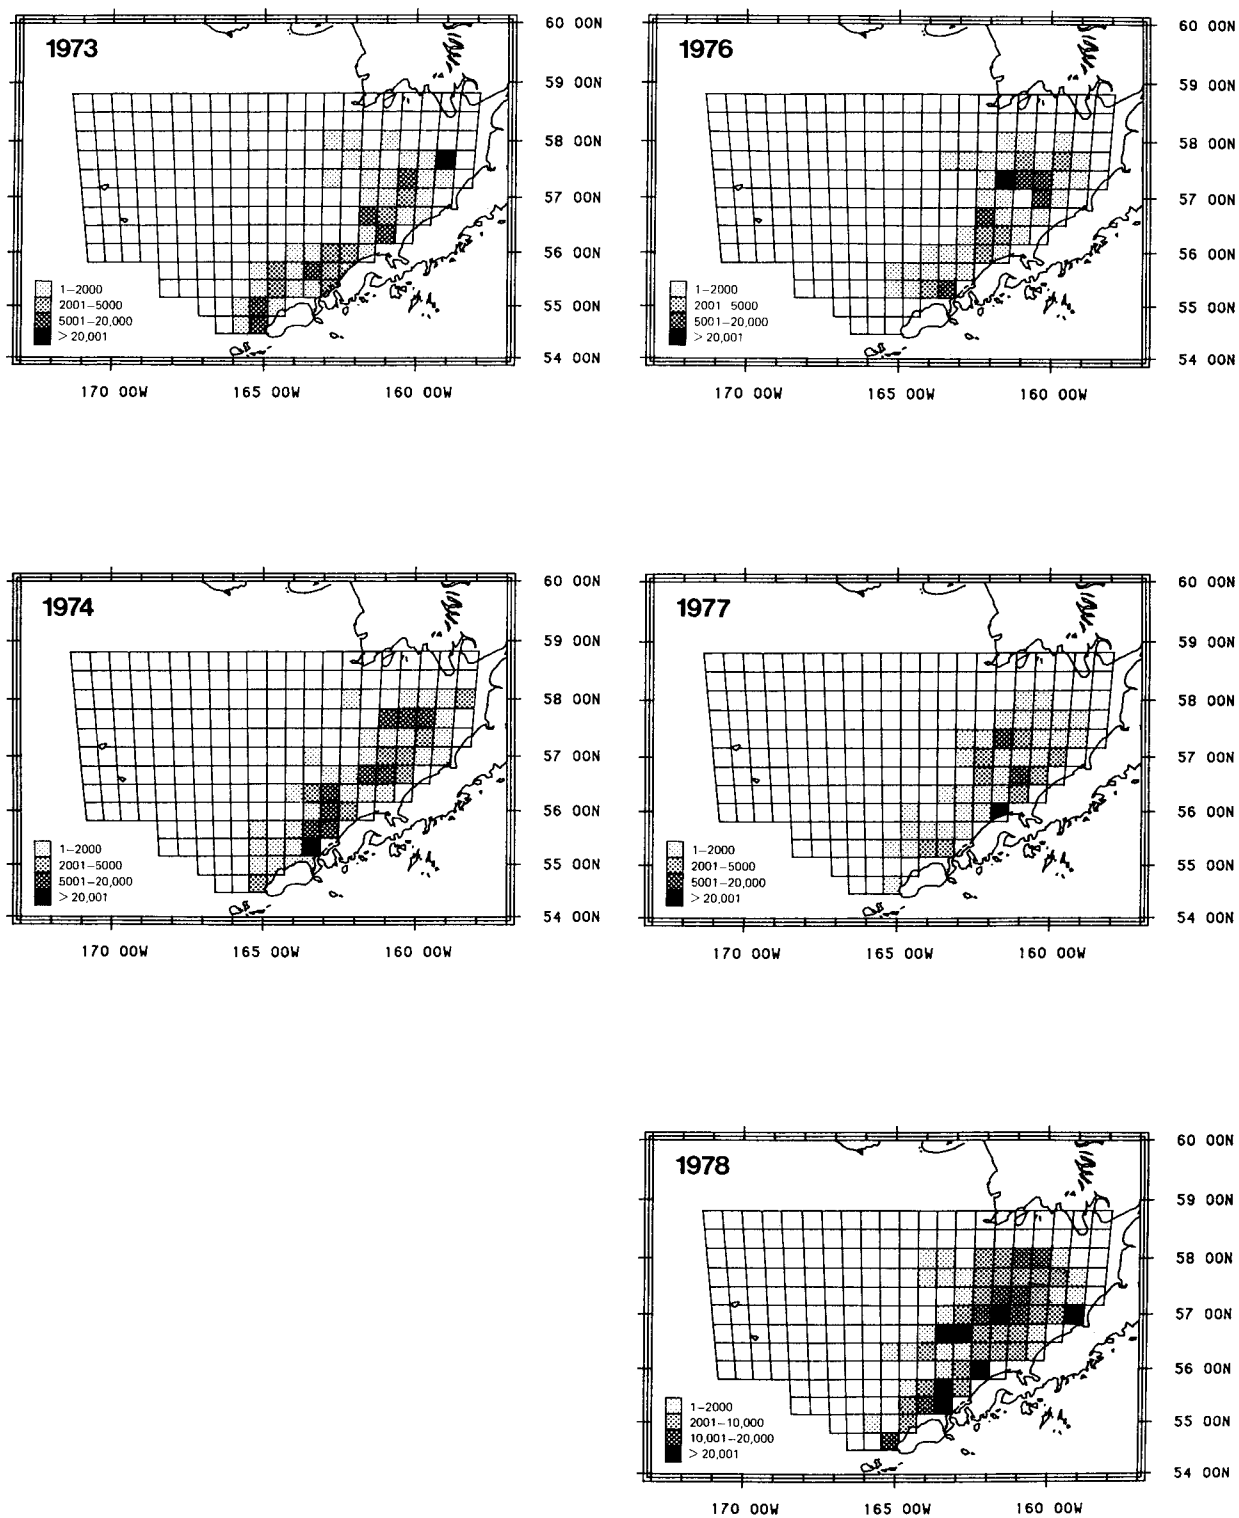 1973
60 00N
59 00N
58 00N
57 00N
56 00N
55 00N
54 00N
1–2000
2001–5000
5001–20,000
> 20,001
170 00W
165 00W
160 00W
1976
60 00N
59 00N
58 00N
57 00N
56 00N
55 00N
54 00N
1–2000
2001 5000
5001–20,000
> 20,001
170 00W
165 00W
160 00W
1974
60 00N
59 00N
58 00N
57 00N
56 00N
55 00N
54 00N
1–2000
2001–5000
5001–20,000
> 20,001
170 00W
165 00W
160 00W
1977
60 00N
59 00N
58 00N
57 00N
56 00N
55 00N
54 00N
1–2000
2001–5000
5001–20,000
> 20,001
170 00W
165 00W
160 00W
1978
60 00N
59 00N
58 00N
57 00N
56 00N
55 00N
54 00N
1–2000
2001–10,000
10,001–20,000
> 20,001
170 00W
165 00W
160 00W